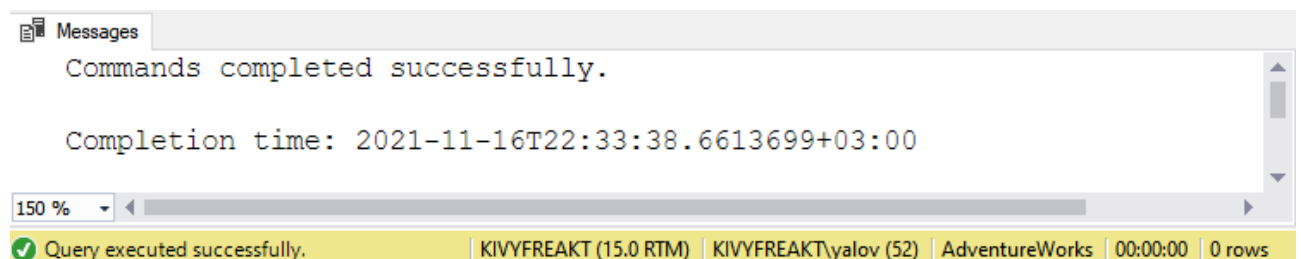 Messages
Commands completed successfully.
Completion time: 2021-11-16T22:33:38.6613699+03:00
150 %
Query executed successfully. KIVYFREAKT (15.0 RTM) KIVYFREAKT\yalov (52) AdventureWorks 00:00:00 0 rows